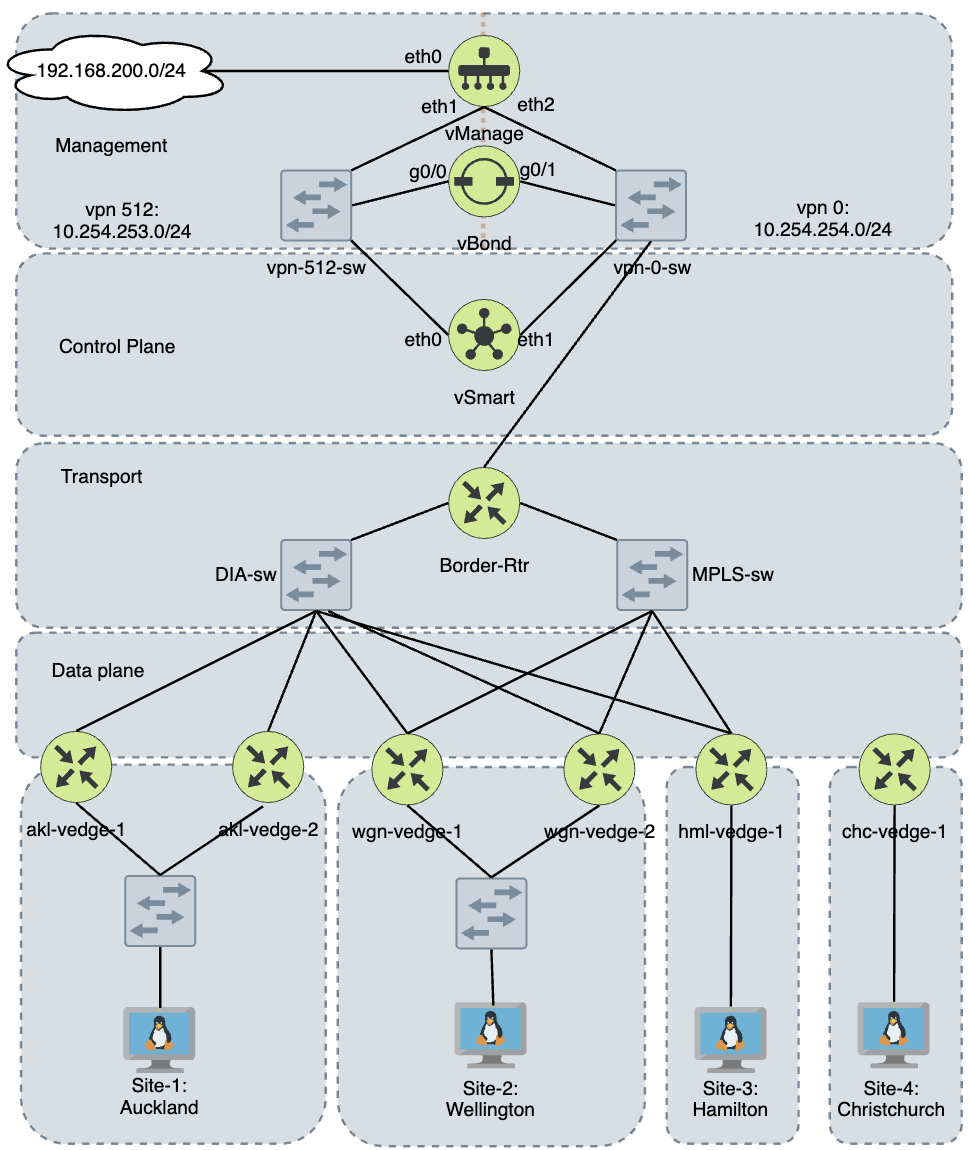 eth0
192.168.200.0/24
eth1
eth2
vManage
Management
g0/0
g0/1
vpn 512:
10.254.253.0/24
vpn 0:
10.254.254.0/24
vBond
vpn-512-sw
vpn-0-sw
eth0
eth1
Control Plane
vSmart
Transport
Border-Rtr
DIA-sw
MPLS-sw
Data plane
akl-vedge-1
akl-vedge-2
wgn-vedge-1
wgn-vedge-2
hml-vedge-1
chc-vedge-1
Site-1:
Auckland
Site-2:
Wellington
Site-3:
Hamilton
Site-4:
Christchurch